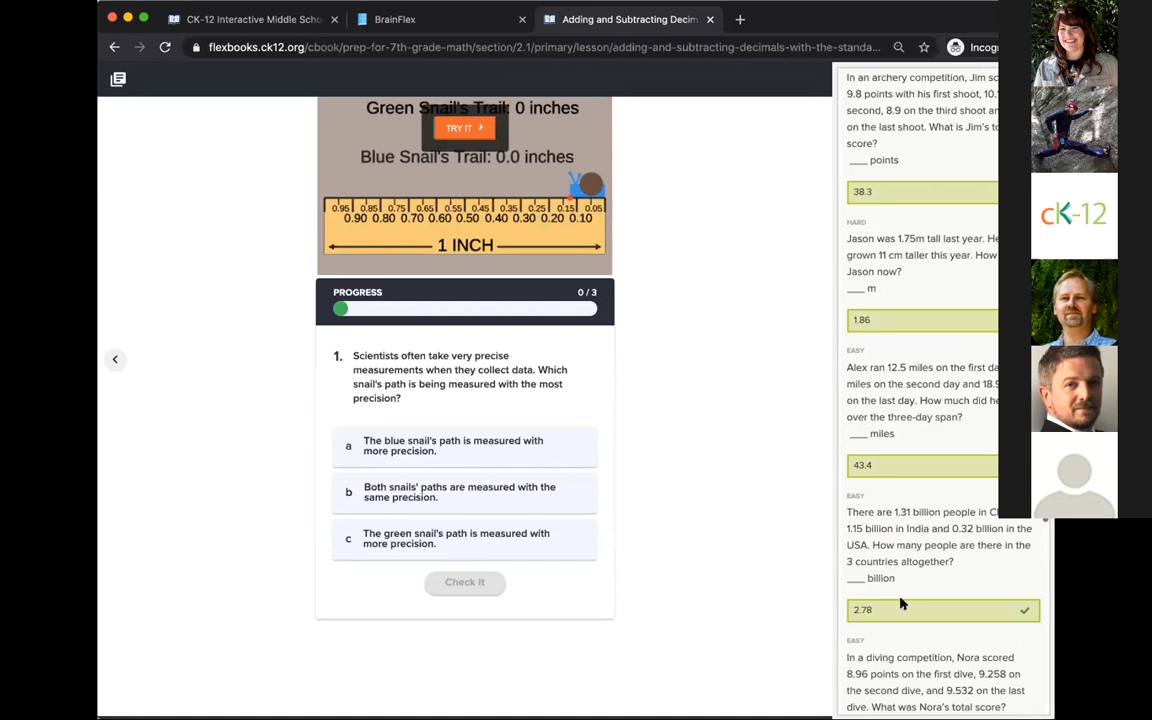 CK-12 Interactive Middle Schoo
BrainFlex
Adding and Subtracting Decim
flexbooks.ck12.org/cbook/prep-for-7th-grade-math/section/2.1/primary/lesson/adding-and-subtracting-decimals-with-the-standa...
Incog
Green Snail's Trail: 0 inches
TRY IT
Blue Snail's Trail: 0.0 inches
0.95 0.85 0.75 0.65 0.55 0.45 0.35 0.25 0.15 0.05
0.90 0.80 0.70 0.60 0.50 0.40 0.30 0.20 0.10
1 INCH
PROGRESS 0 / 3
1. Scientists often take very precise
measurements when they collect data. Which
snail's path is being measured with the most
precision?
a The blue snail's path is measured with
more precision.
b Both snails' paths are measured with the
same precision.
c The green snail's path is measured with
more precision.
Check It
In an archery competition, Jim sc
9.8 points with his first shoot, 10.
second, 8.9 on the third shoot an
on the last shoot. What is Jim's to
score?
___ points
38.3
HARD
Jason was 1.75m tall last year. He
grown 11 cm taller this year. How
Jason now?
___ m
1.86
EASY
Alex ran 12.5 miles on the first da
miles on the second day and 18.9
on the last day. How much did he
over the three-day span?
___ miles
43.4
EASY
There are 1.31 billion people in C
1.15 billion in India and 0.32 billion in the
USA. How many people are there in the
3 countries altogether?
___ billion
2.78
EASY
In a diving competition, Nora scored
8.96 points on the first dive, 9.258 on
the second dive, and 9.532 on the last
dive. What was Nora's total score?
cK-12